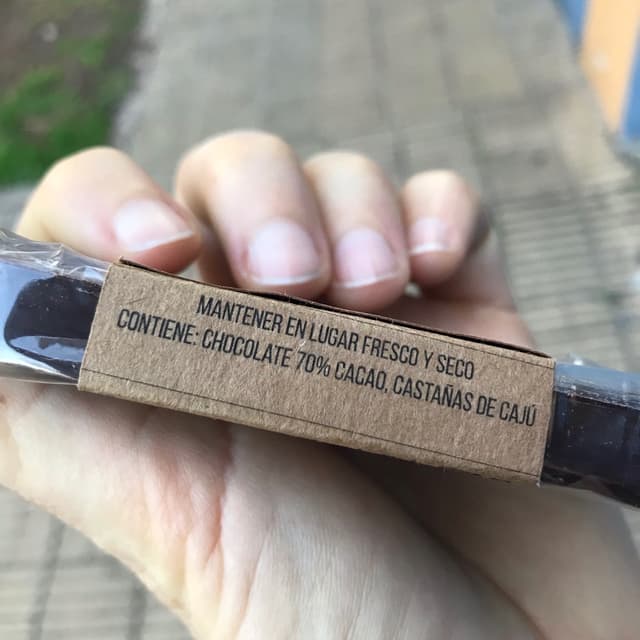 MANTENER EN LUGAR FRESCO Y SECO
CONTIENE: CHOCOLATE 70% CACAO, CASTAÑAS DE CAJÚ